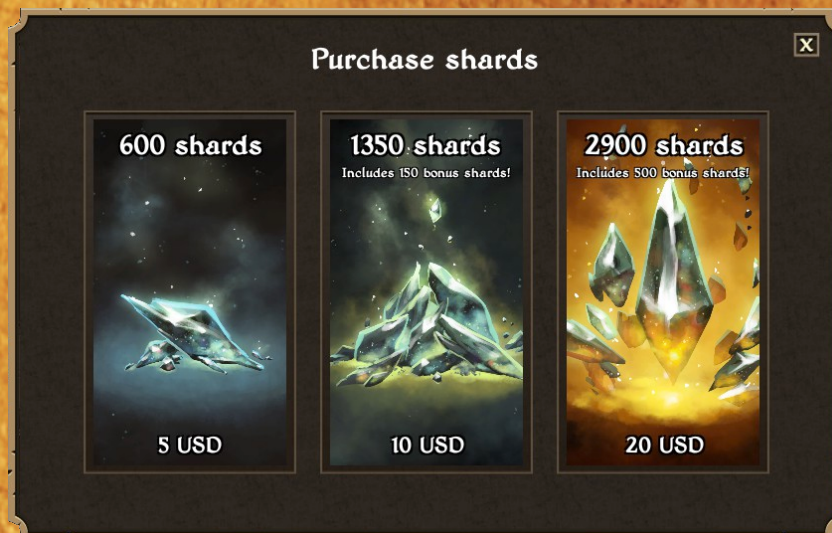 Purchase shards
X
600 shards
5 USD
1350 shards
Includes 150 bonus shards!
10 USD
2900 shards
Includes 500 bonus shards!
20 USD